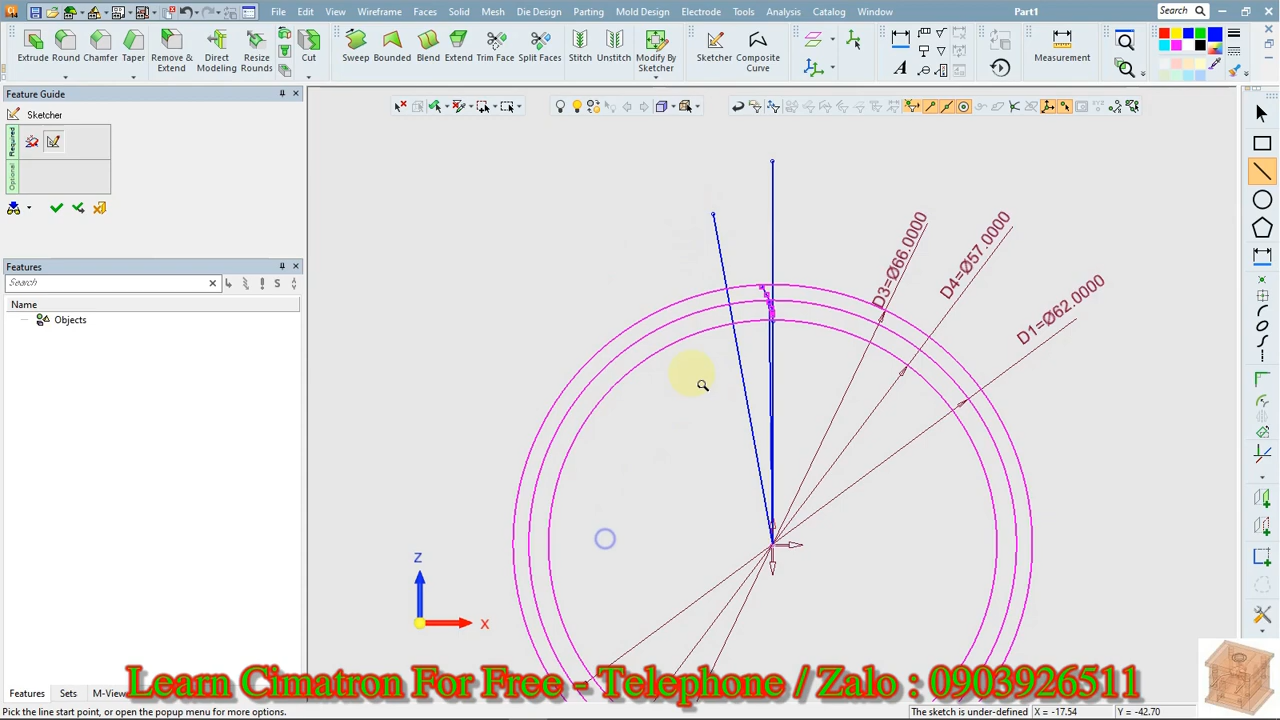 File Edit View Wireframe Faces Solid Mesh Die Design Parting Mold Design Electrode Tools Analysis Catalog Window Part1 Search
Extrude Round Chamfer Taper Remove & Extend Direct Modeling Resize Rounds Cut Sweep Bounded Blend Extend Trim Faces Split Faces Stitch Unstitch Modify By Sketcher Sketcher Composite Curve Measurement
Feature Guide
Sketcher
Required
Optional
Features
Search
S
Name
Objects
D3=Ø66.0000
D4=Ø57.0000
D1=Ø62.0000
Z
X
Features Sets M-View
Learn Cimatron For Free - Telephone / Zalo : 0903926511
Pick the line start point, or open the popup menu for more options. The sketch is under-defined X = -17.54 Y = -42.70